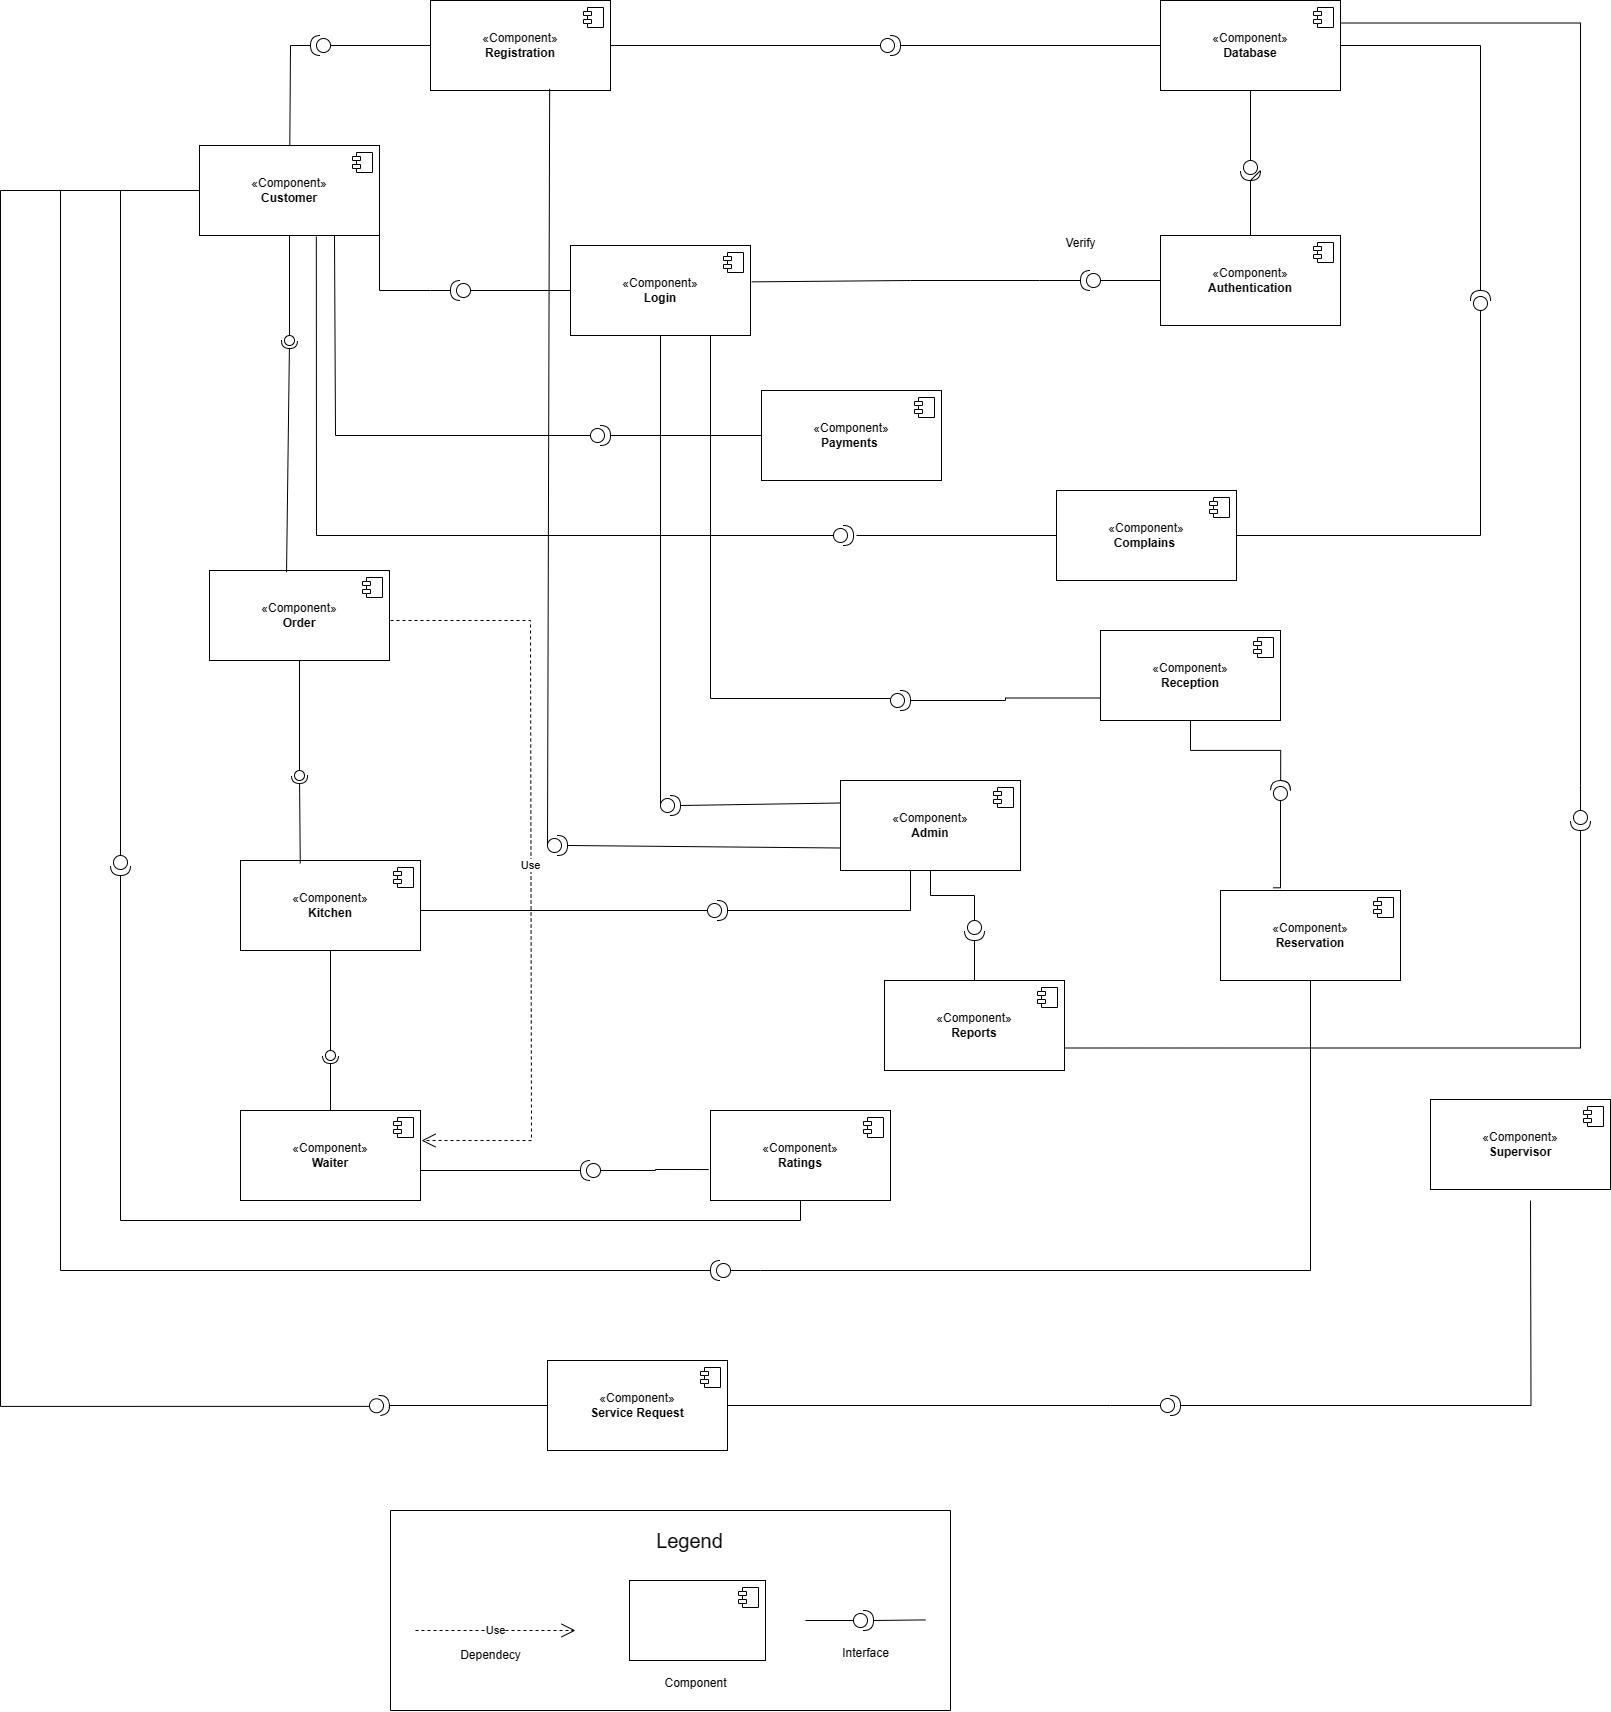 «Component»
Registration
«Component»
Database
«Component»
Customer
Verify
«Component»
Login
«Component»
Authentication
«Component»
Payments
«Component»
Complains
«Component»
Order
«Component»
Reception
«Component»
Admin
Use
«Component»
Kitchen
«Component»
Reservation
«Component»
Reports
«Component»
Waiter
«Component»
Ratings
«Component»
Supervisor
«Component»
Service Request
Legend
Use
Dependecy
Component
Interface